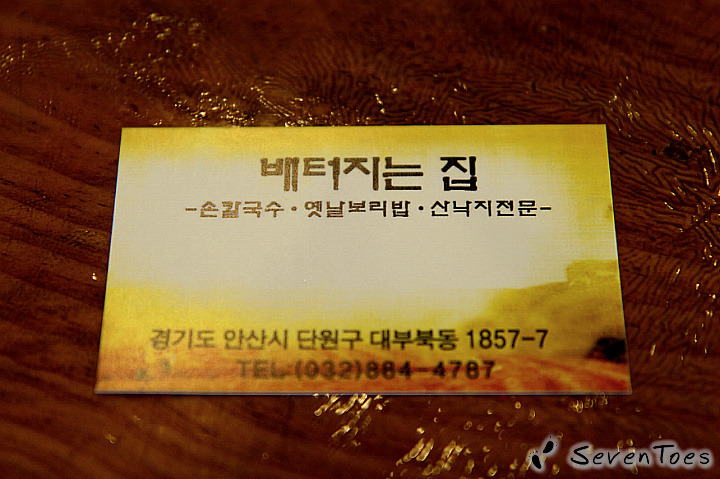 배터지는 집
-손칼국수·옛날보리밥·산낙지전문-
경기도 안산시 단원구 대부북동 1857-7
TEL (032)884-4787
SevenToes